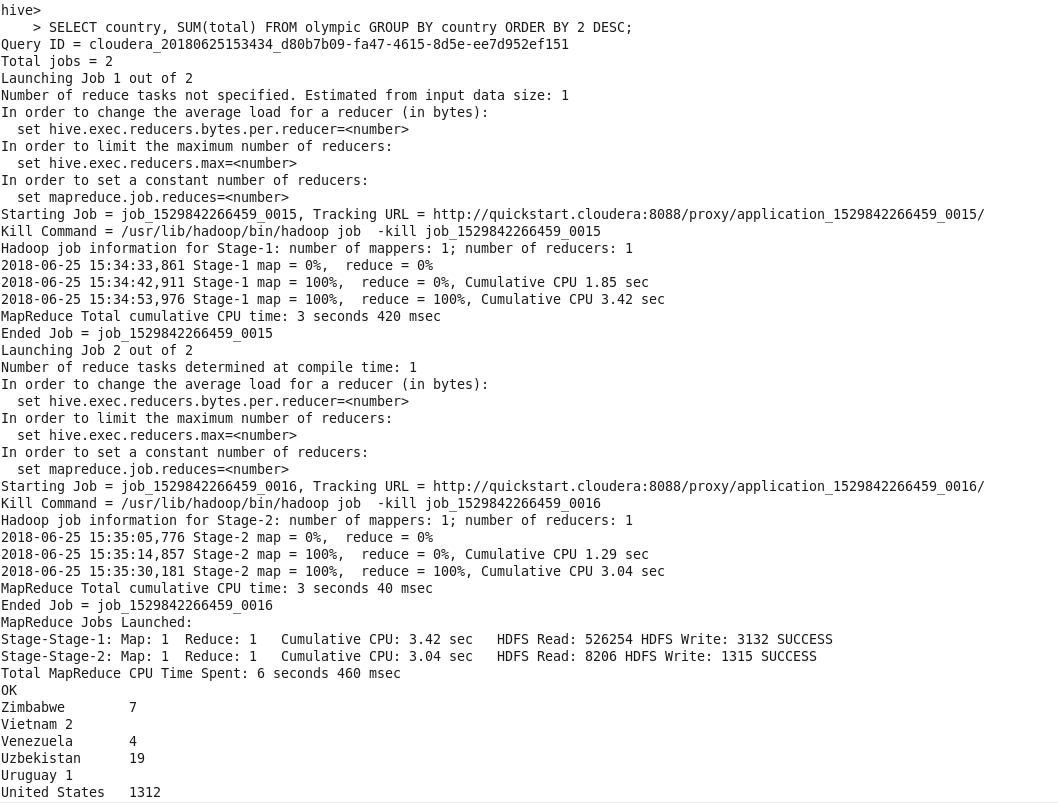 hive>
    > SELECT country, SUM(total) FROM olympic GROUP BY country ORDER BY 2 DESC;
Query ID = cloudera_20180625153434_d80b7b09-fa47-4615-8d5e-ee7d952ef151
Total jobs = 2
Launching Job 1 out of 2
Number of reduce tasks not specified. Estimated from input data size: 1
In order to change the average load for a reducer (in bytes):
  set hive.exec.reducers.bytes.per.reducer=<number>
In order to limit the maximum number of reducers:
  set hive.exec.reducers.max=<number>
In order to set a constant number of reducers:
  set mapreduce.job.reduces=<number>
Starting Job = job_1529842266459_0015, Tracking URL = http://quickstart.cloudera:8088/proxy/application_1529842266459_0015/
Kill Command = /usr/lib/hadoop/bin/hadoop job  -kill job_1529842266459_0015
Hadoop job information for Stage-1: number of mappers: 1; number of reducers: 1
2018-06-25 15:34:33,861 Stage-1 map = 0%,  reduce = 0%
2018-06-25 15:34:42,911 Stage-1 map = 100%,  reduce = 0%, Cumulative CPU 1.85 sec
2018-06-25 15:34:53,976 Stage-1 map = 100%,  reduce = 100%, Cumulative CPU 3.42 sec
MapReduce Total cumulative CPU time: 3 seconds 420 msec
Ended Job = job_1529842266459_0015
Launching Job 2 out of 2
Number of reduce tasks determined at compile time: 1
In order to change the average load for a reducer (in bytes):
  set hive.exec.reducers.bytes.per.reducer=<number>
In order to limit the maximum number of reducers:
  set hive.exec.reducers.max=<number>
In order to set a constant number of reducers:
  set mapreduce.job.reduces=<number>
Starting Job = job_1529842266459_0016, Tracking URL = http://quickstart.cloudera:8088/proxy/application_1529842266459_0016/
Kill Command = /usr/lib/hadoop/bin/hadoop job  -kill job_1529842266459_0016
Hadoop job information for Stage-2: number of mappers: 1; number of reducers: 1
2018-06-25 15:35:05,776 Stage-2 map = 0%,  reduce = 0%
2018-06-25 15:35:14,857 Stage-2 map = 100%,  reduce = 0%, Cumulative CPU 1.29 sec
2018-06-25 15:35:30,181 Stage-2 map = 100%,  reduce = 100%, Cumulative CPU 3.04 sec
MapReduce Total cumulative CPU time: 3 seconds 40 msec
Ended Job = job_1529842266459_0016
MapReduce Jobs Launched:
Stage-Stage-1: Map: 1  Reduce: 1   Cumulative CPU: 3.42 sec   HDFS Read: 526254 HDFS Write: 3132 SUCCESS
Stage-Stage-2: Map: 1  Reduce: 1   Cumulative CPU: 3.04 sec   HDFS Read: 8206 HDFS Write: 1315 SUCCESS
Total MapReduce CPU Time Spent: 6 seconds 460 msec
OK
Zimbabwe        7
Vietnam 2
Venezuela       4
Uzbekistan      19
Uruguay 1
United States   1312